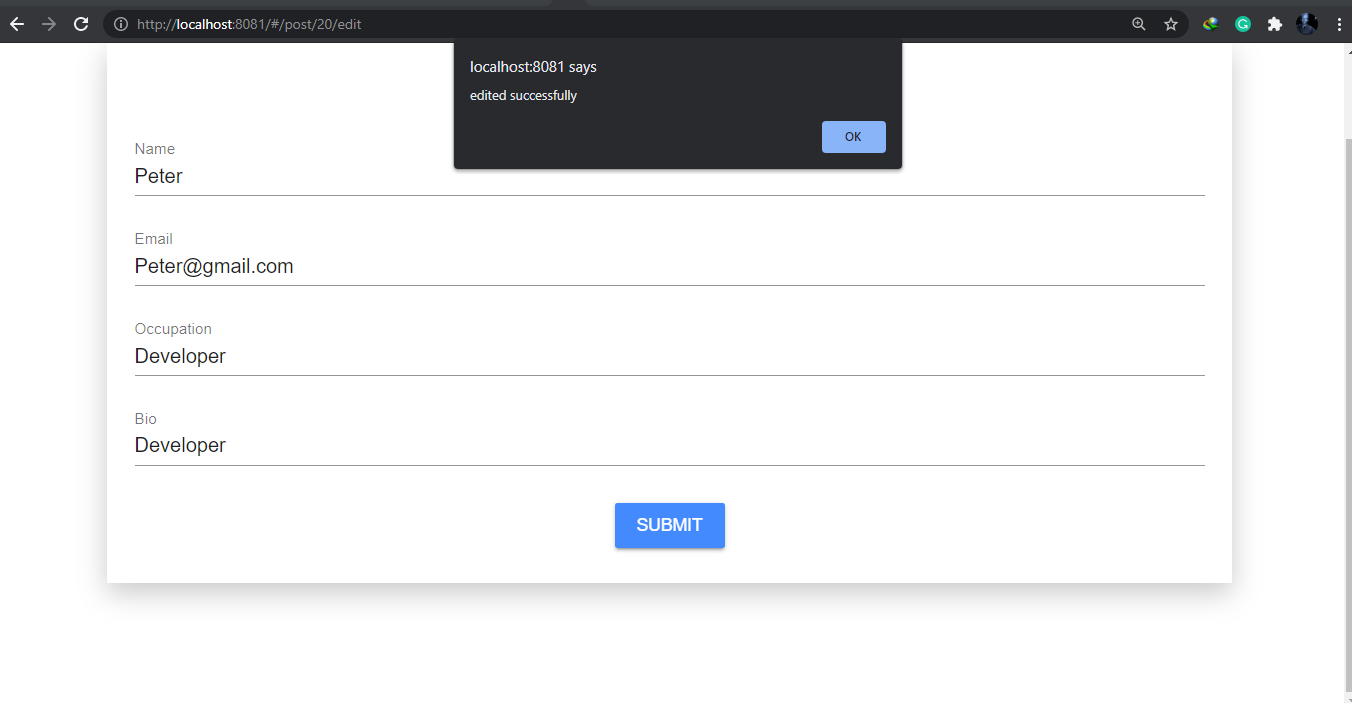 http://localhost:8081/#/post/20/edit
localhost:8081 says
edited successfully
OK
Name
Peter
Email
Peter@gmail.com
Occupation
Developer
Bio
Developer
SUBMIT